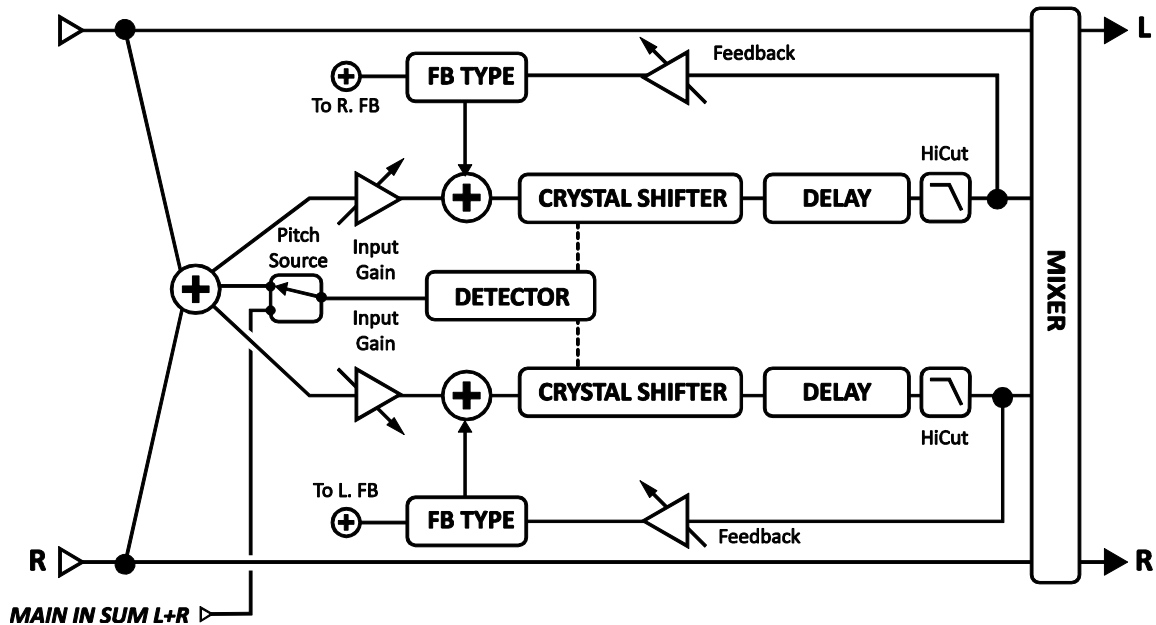 L
Feedback
FB TYPE
To R. FB
HiCut
CRYSTAL SHIFTER
DELAY
Pitch
Source
Input
Gain
DETECTOR
MIXER
Input
Gain
CRYSTAL SHIFTER
DELAY
HiCut
To L. FB
FB TYPE
Feedback
R
R
MAIN IN SUM L+R